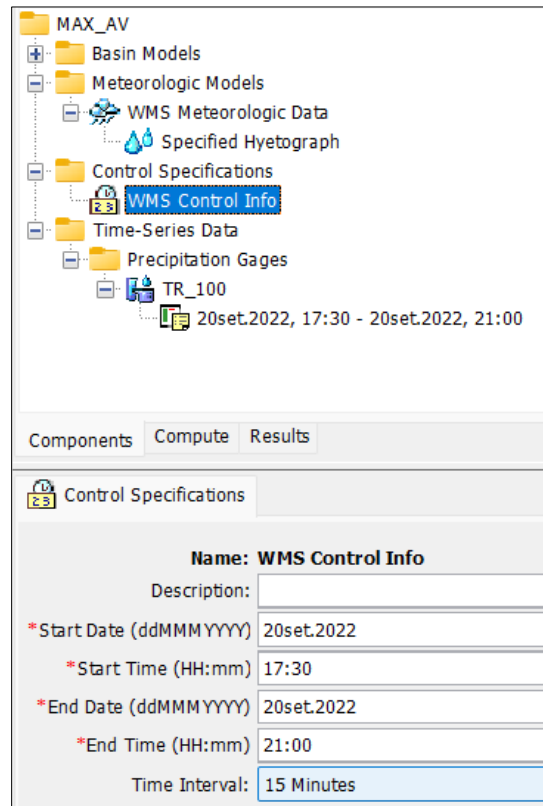 MAX_AV
Basin Models
Meteorologic Models
WMS Meteorologic Data
Specified Hyetograph
Control Specifications
WMS Control Info
Time-Series Data
Precipitation Gages
TR_100
20set.2022, 17:30 - 20set.2022, 21:00
Components Compute Results
Control Specifications
Name: WMS Control Info
Description:
*Start Date (ddMMMYYYY) 20set.2022
*Start Time (HH:mm) 17:30
*End Date (ddMMMYYYY) 20set.2022
*End Time (HH:mm) 21:00
Time Interval: 15 Minutes